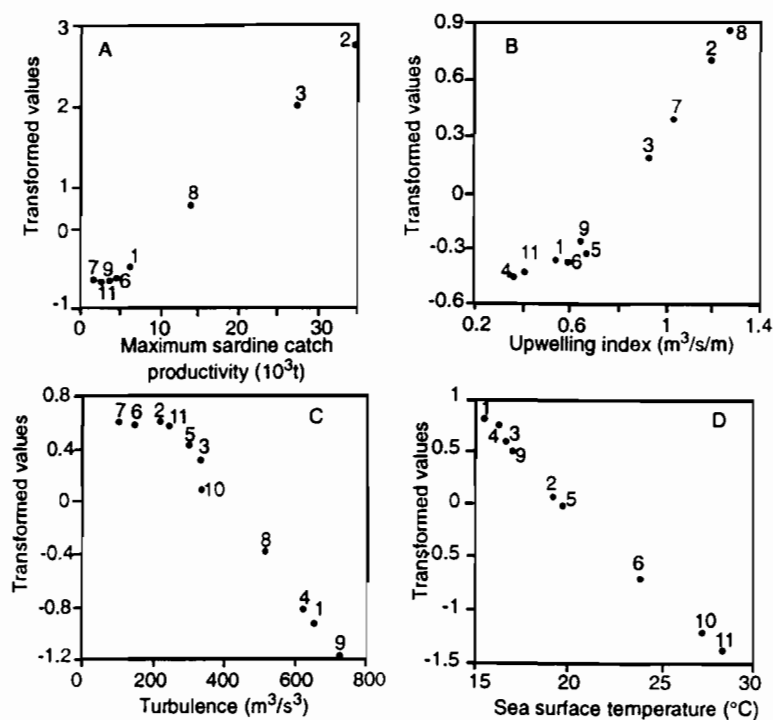 A
Transformed values
3
2
1
0
-1
2
3
8
1
7 9
11 6
0 10 20 30
Maximum sardine catch
productivity (10³t)
B
Transformed values
0.9
0.3
0
-0.3
-0.6
8
2
7
3
9
1 5
11 6
4
0.2 0.6 1 1.4
Upwelling index (m³/s/m)
C
Transformed values
0.8
0.4
0
-0.4
-0.8
-1.2
7 6 2 11
5
3
10
8
4
1
9
0 200 400 600 800
Turbulence (m³/s³)
D
Transformed values
1
0.5
0
-0.5
-1
-1.5
1
4 3
9
2
5
6
10
11
15 20 25 30
Sea surface temperature (°C)